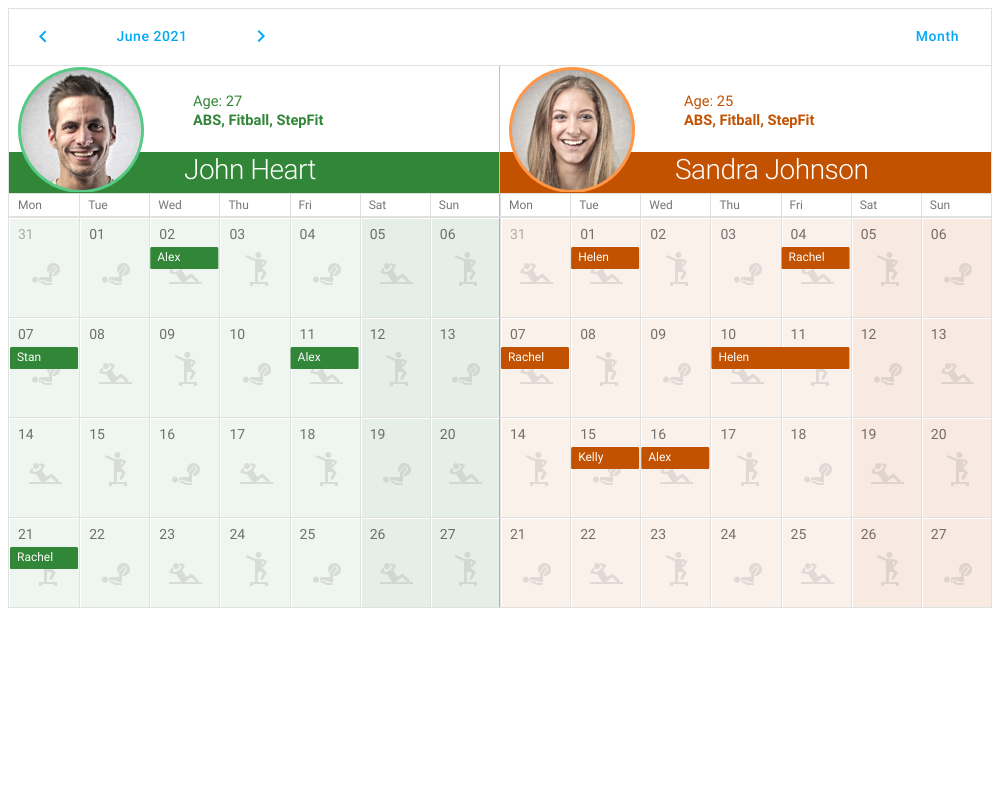 June 2021
Month
Age: 27
ABS, Fitball, StepFit
John Heart
Age: 25
ABS, Fitball, StepFit
Sandra Johnson
Mon Tue Wed Thu Fri Sat Sun Mon Tue Wed Thu Fri Sat Sun
31 01 02 03 04 05 06 31 01 02 03 04 05 06
Alex Helen Rachel
07 08 09 10 11 12 13 07 08 09 10 11 12 13
Stan Alex Rachel Helen
14 15 16 17 18 19 20 14 15 16 17 18 19 20
Kelly Alex
21 22 23 24 25 26 27 21 22 23 24 25 26 27
Rachel